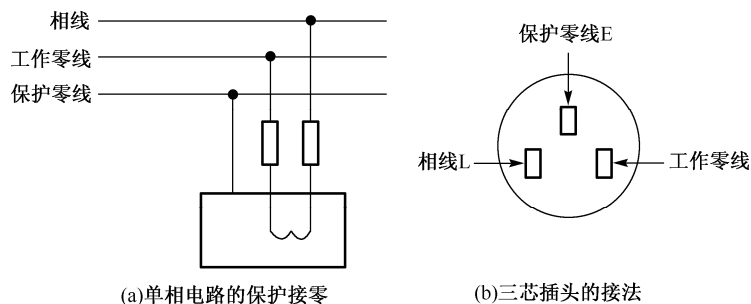 相线
工作零线
保护零线
(a)单相电路的保护接零
保护零线E
相线L
工作零线
(b)三芯插头的接法